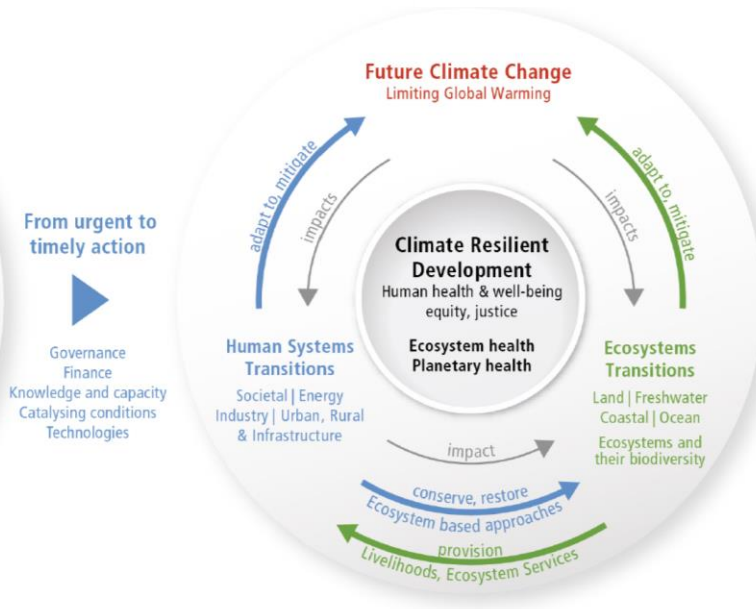 From urgent to
timely action
Governance
Finance
Knowledge and capacity
Catalysing conditions
Technologies
Future Climate Change
Limiting Global Warming
adapt to, mitigate
impacts
impacts
adapt to, mitigate
Climate Resilient
Development
Human health & well-being
equity, justice
Ecosystem health
Planetary health
Human Systems
Transitions
Societal | Energy
Industry | Urban, Rural
& Infrastructure
Ecosystems
Transitions
Land | Freshwater
Coastal | Ocean
Ecosystems and
their biodiversity
impact
conserve, restore
Ecosystem based approaches
provision
Livelihoods, Ecosystem Services